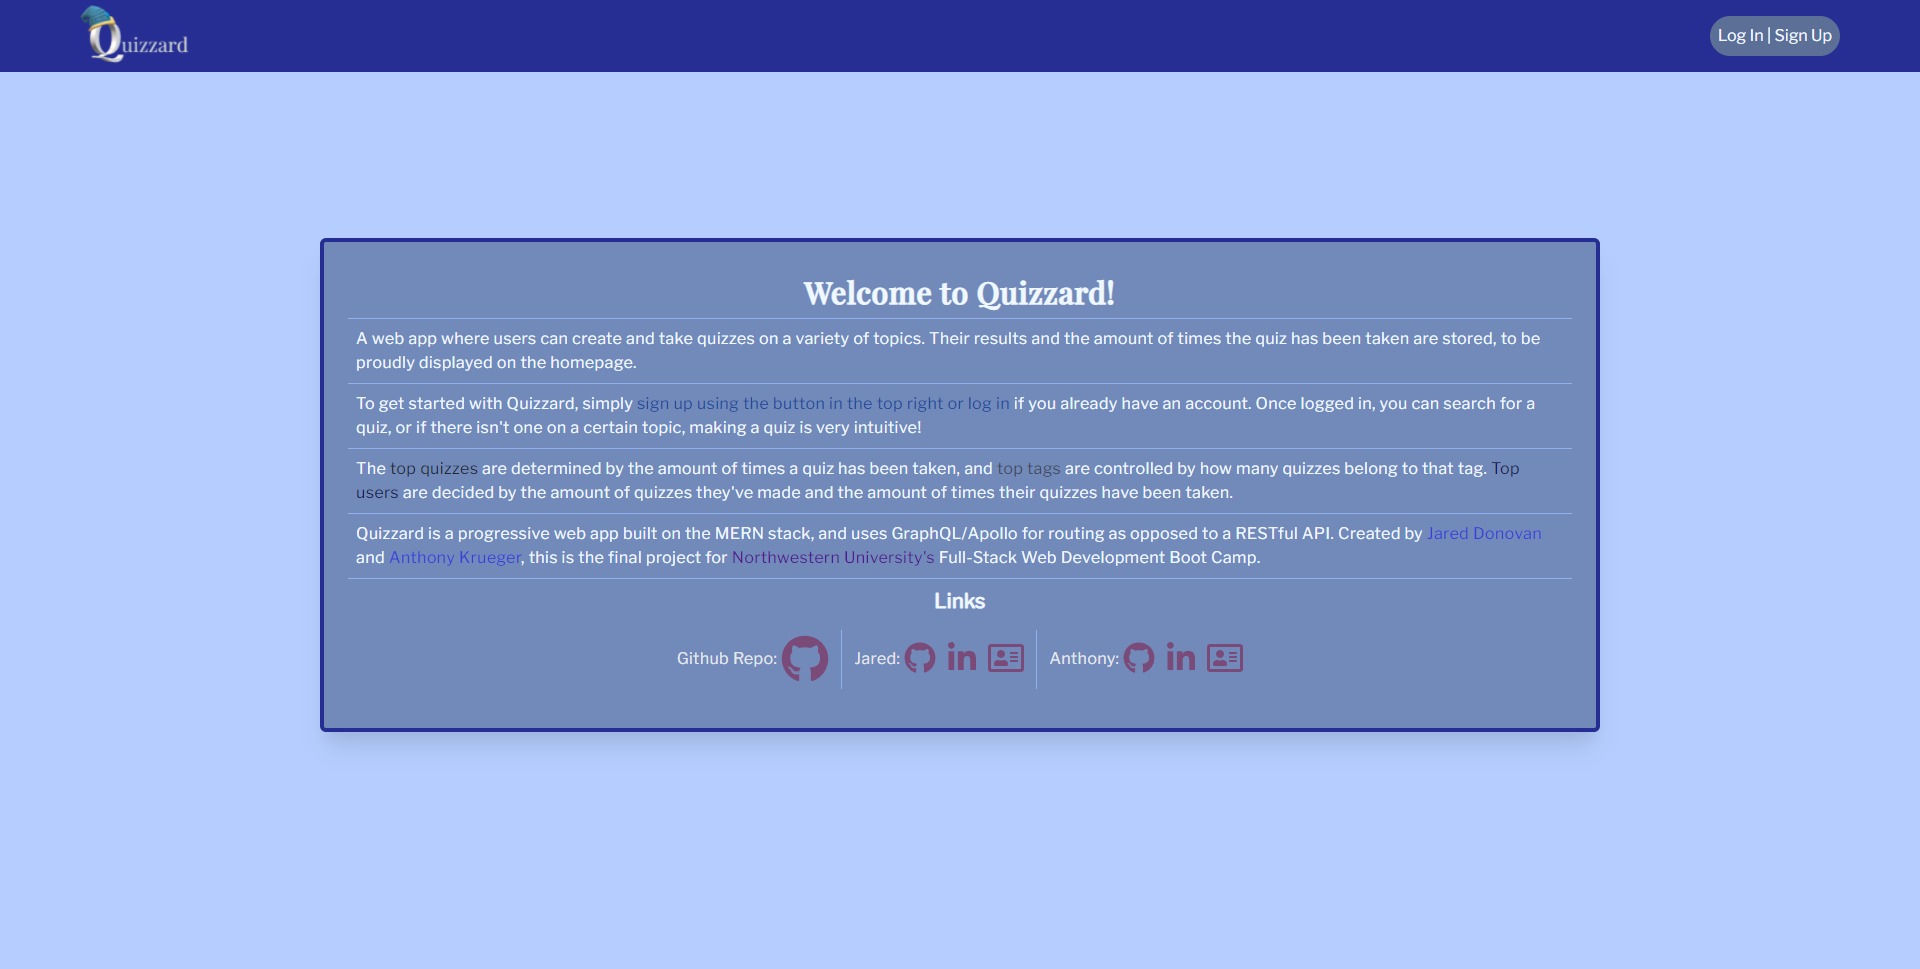 Quizzard
Log In | Sign Up
Welcome to Quizzard!
A web app where users can create and take quizzes on a variety of topics. Their results and the amount of times the quiz has been taken are stored, to be
proudly displayed on the homepage.
To get started with Quizzard, simply sign up using the button in the top right or log in if you already have an account. Once logged in, you can search for a
quiz, or if there isn't one on a certain topic, making a quiz is very intuitive!
The top quizzes are determined by the amount of times a quiz has been taken, and top tags are controlled by how many quizzes belong to that tag. Top
users are decided by the amount of quizzes they've made and the amount of times their quizzes have been taken.
Quizzard is a progressive web app built on the MERN stack, and uses GraphQL/Apollo for routing as opposed to a RESTful API. Created by Jared Donovan
and Anthony Krueger, this is the final project for Northwestern University's Full-Stack Web Development Boot Camp.
Links
Github Repo: Jared: in Anthony: in